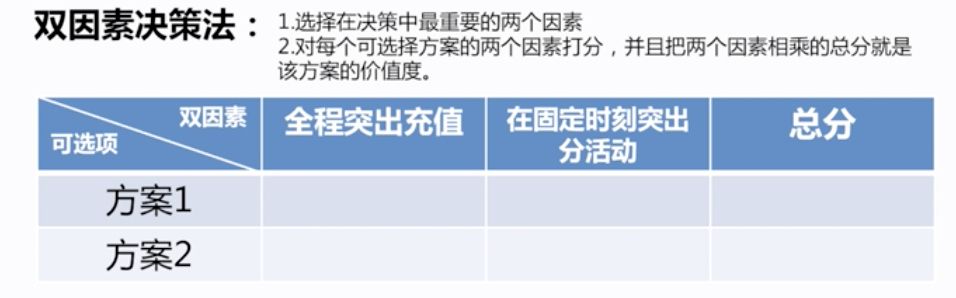 双因素决策法：
1.选择在决策中最重要的两个因素
2.对每个可选择方案的两个因素打分，并且把两个因素相乘的总分就是
该方案的价值度。
双因素
可选项
全程突出充值
在固定时刻突出
分活动
总分
方案1
方案2